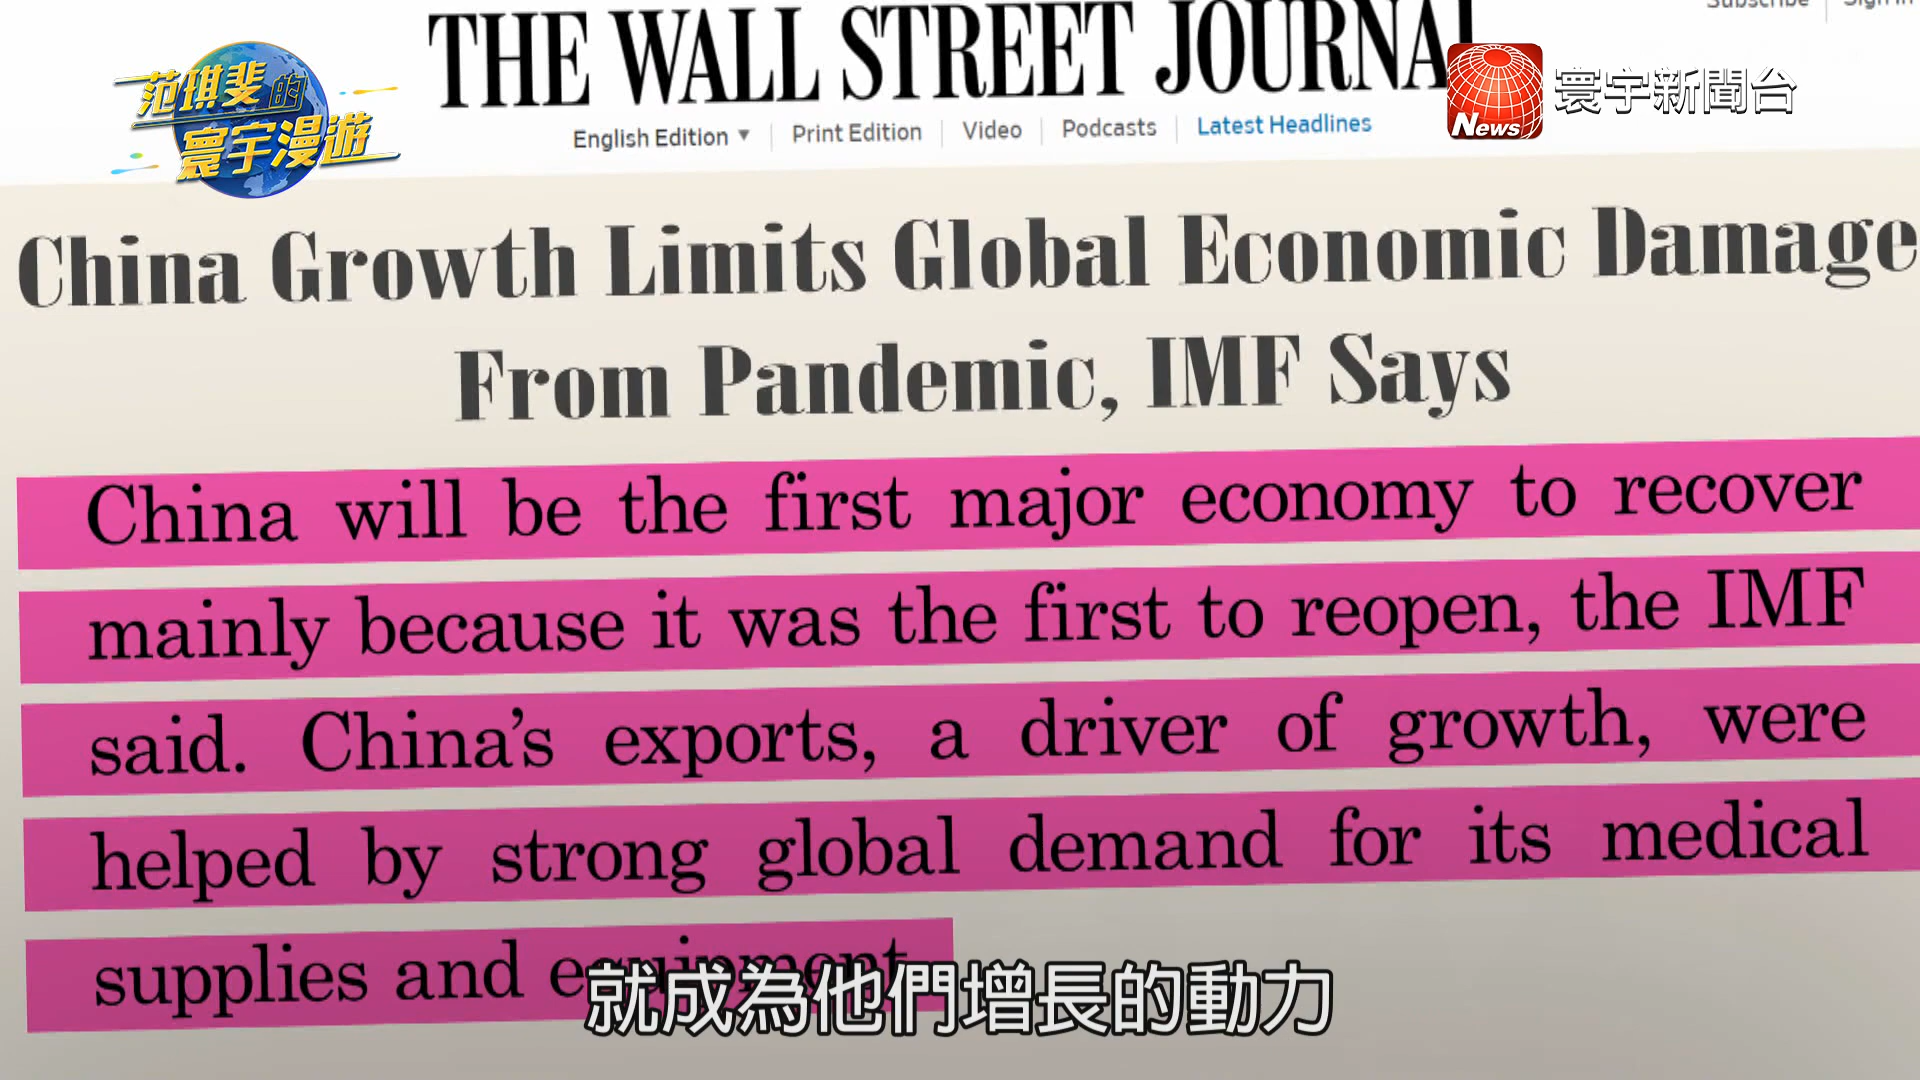 THE WALL STREET JOURNAL
Subscribe
Sign In
范琪斐的
寰宇漫遊
News
寰宇新聞台
English Edition
Print Edition
Video
Podcasts
Latest Headlines
China Growth Limits Global Economic Damage
From Pandemic, IMF Says
China will be the first major economy to recover
mainly because it was the first to reopen, the IMF
said. China's exports, a driver of growth, were
helped by strong global demand for its medical
supplies and equipment
就成為他們增長的動力